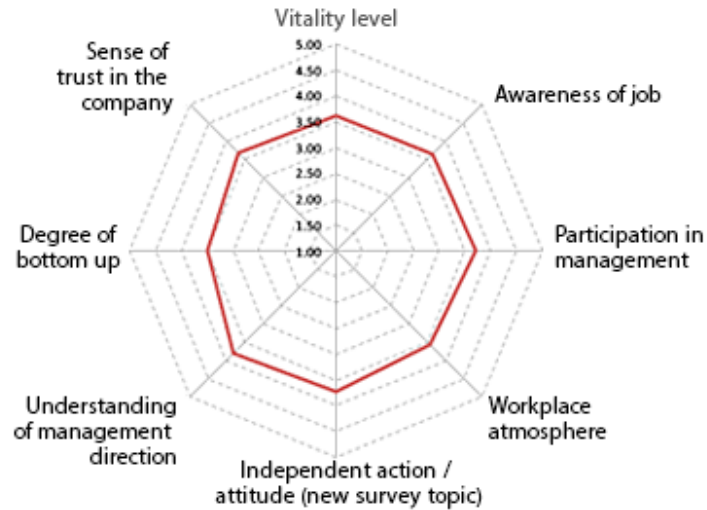 Vitality level
5.00
4.50
4.00
3.50
3.00
2.50
2.00
1.50
1.00
Awareness of job
Participation in
management
Workplace
atmosphere
Independent action /
attitude (new survey topic)
Understanding
of management
direction
Degree of
bottom up
Sense of
trust in the
company